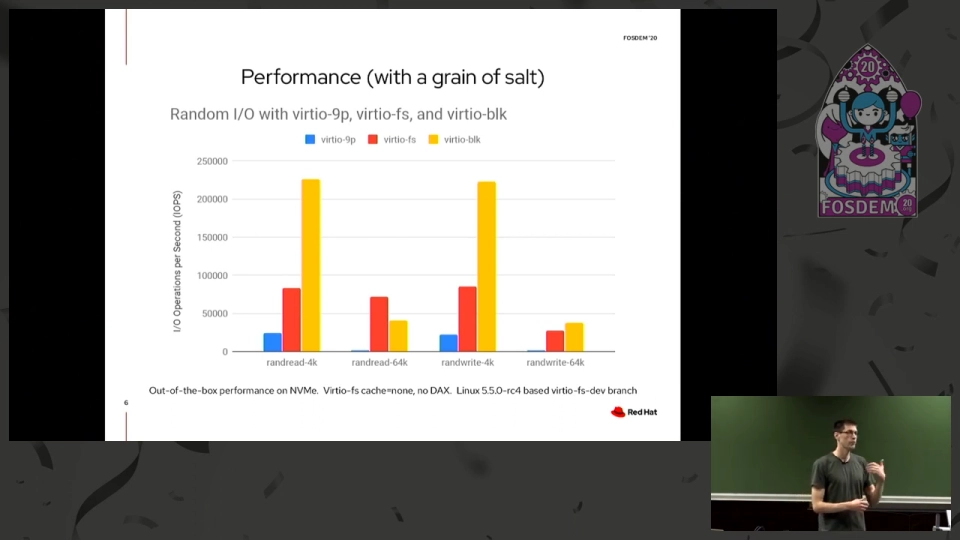 FOSDEM'20
Performance (with a grain of salt)
Random I/O with virtio-9p, virtio-fs, and virtio-blk
virtio-9p
virtio-fs
virtio-blk
I/O Operations per Second (IOPS)
250000
200000
150000
100000
50000
0
randread-4k
randread-64k
randwrite-4k
randwrite-64k
Out-of-the-box performance on NVMe. Virtio-fs cache=none, no DAX. Linux 5.5.0-rc4 based virtio-fs-dev branch
6
Red Hat
20
FOSDEM
20